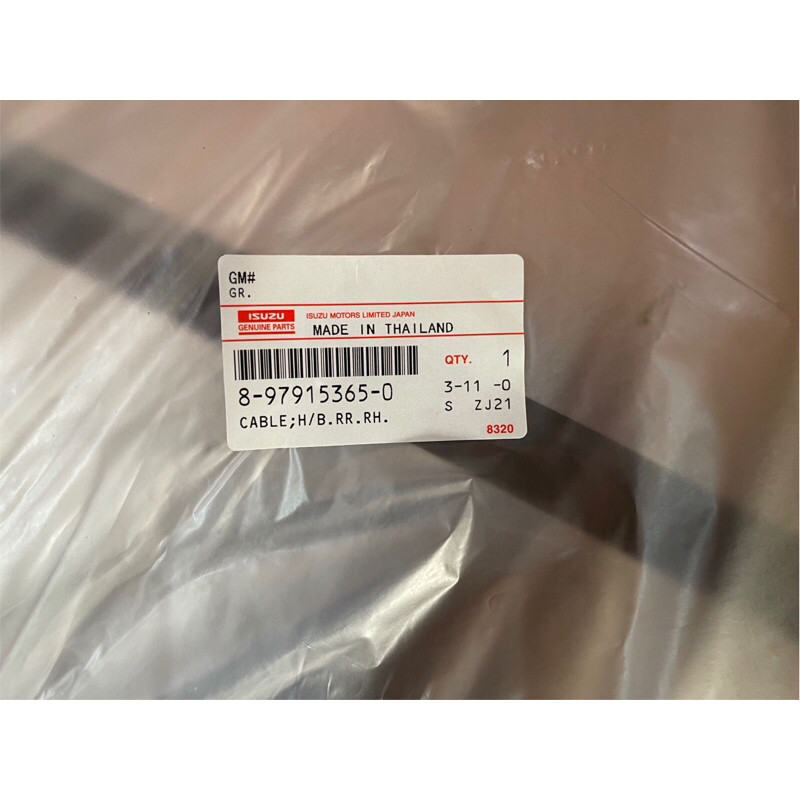 GM#
GR.
ISUZU
GENUINE PARTS
ISUZU MOTORS LIMITED JAPAN
MADE IN THAILAND
QTY. 1
8-97915365-0
3-11 -0
CABLE;H/B.RR.RH.
S ZJ21
8320